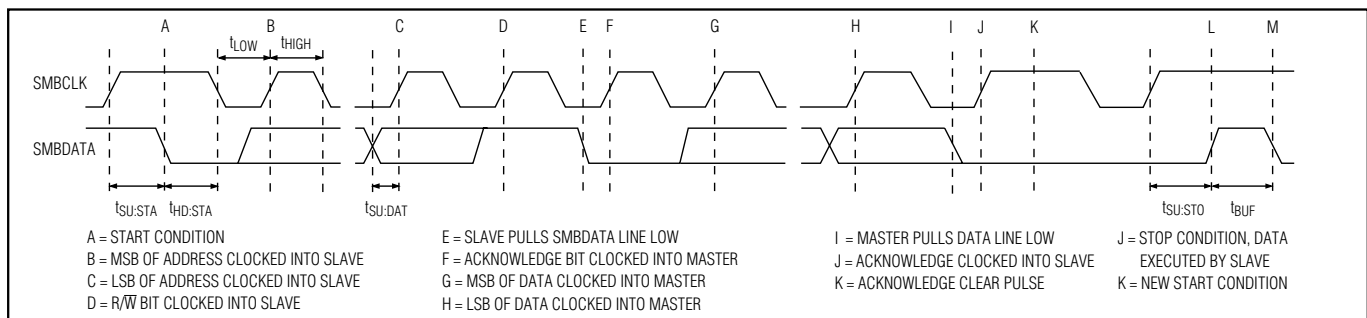 A B C D E F G H I J K L M
tLOW tHIGH
SMBCLK
SMBDATA
tSU:STA tHD:STA tSU:DAT tSU:STO tBUF
A = START CONDITION
B = MSB OF ADDRESS CLOCKED INTO SLAVE
C = LSB OF ADDRESS CLOCKED INTO SLAVE
D = R/W̅ BIT CLOCKED INTO SLAVE
E = SLAVE PULLS SMBDATA LINE LOW
F = ACKNOWLEDGE BIT CLOCKED INTO MASTER
G = MSB OF DATA CLOCKED INTO MASTER
H = LSB OF DATA CLOCKED INTO MASTER
I = MASTER PULLS DATA LINE LOW
J = ACKNOWLEDGE CLOCKED INTO SLAVE
K = ACKNOWLEDGE CLEAR PULSE
J = STOP CONDITION, DATA
EXECUTED BY SLAVE
K = NEW START CONDITION